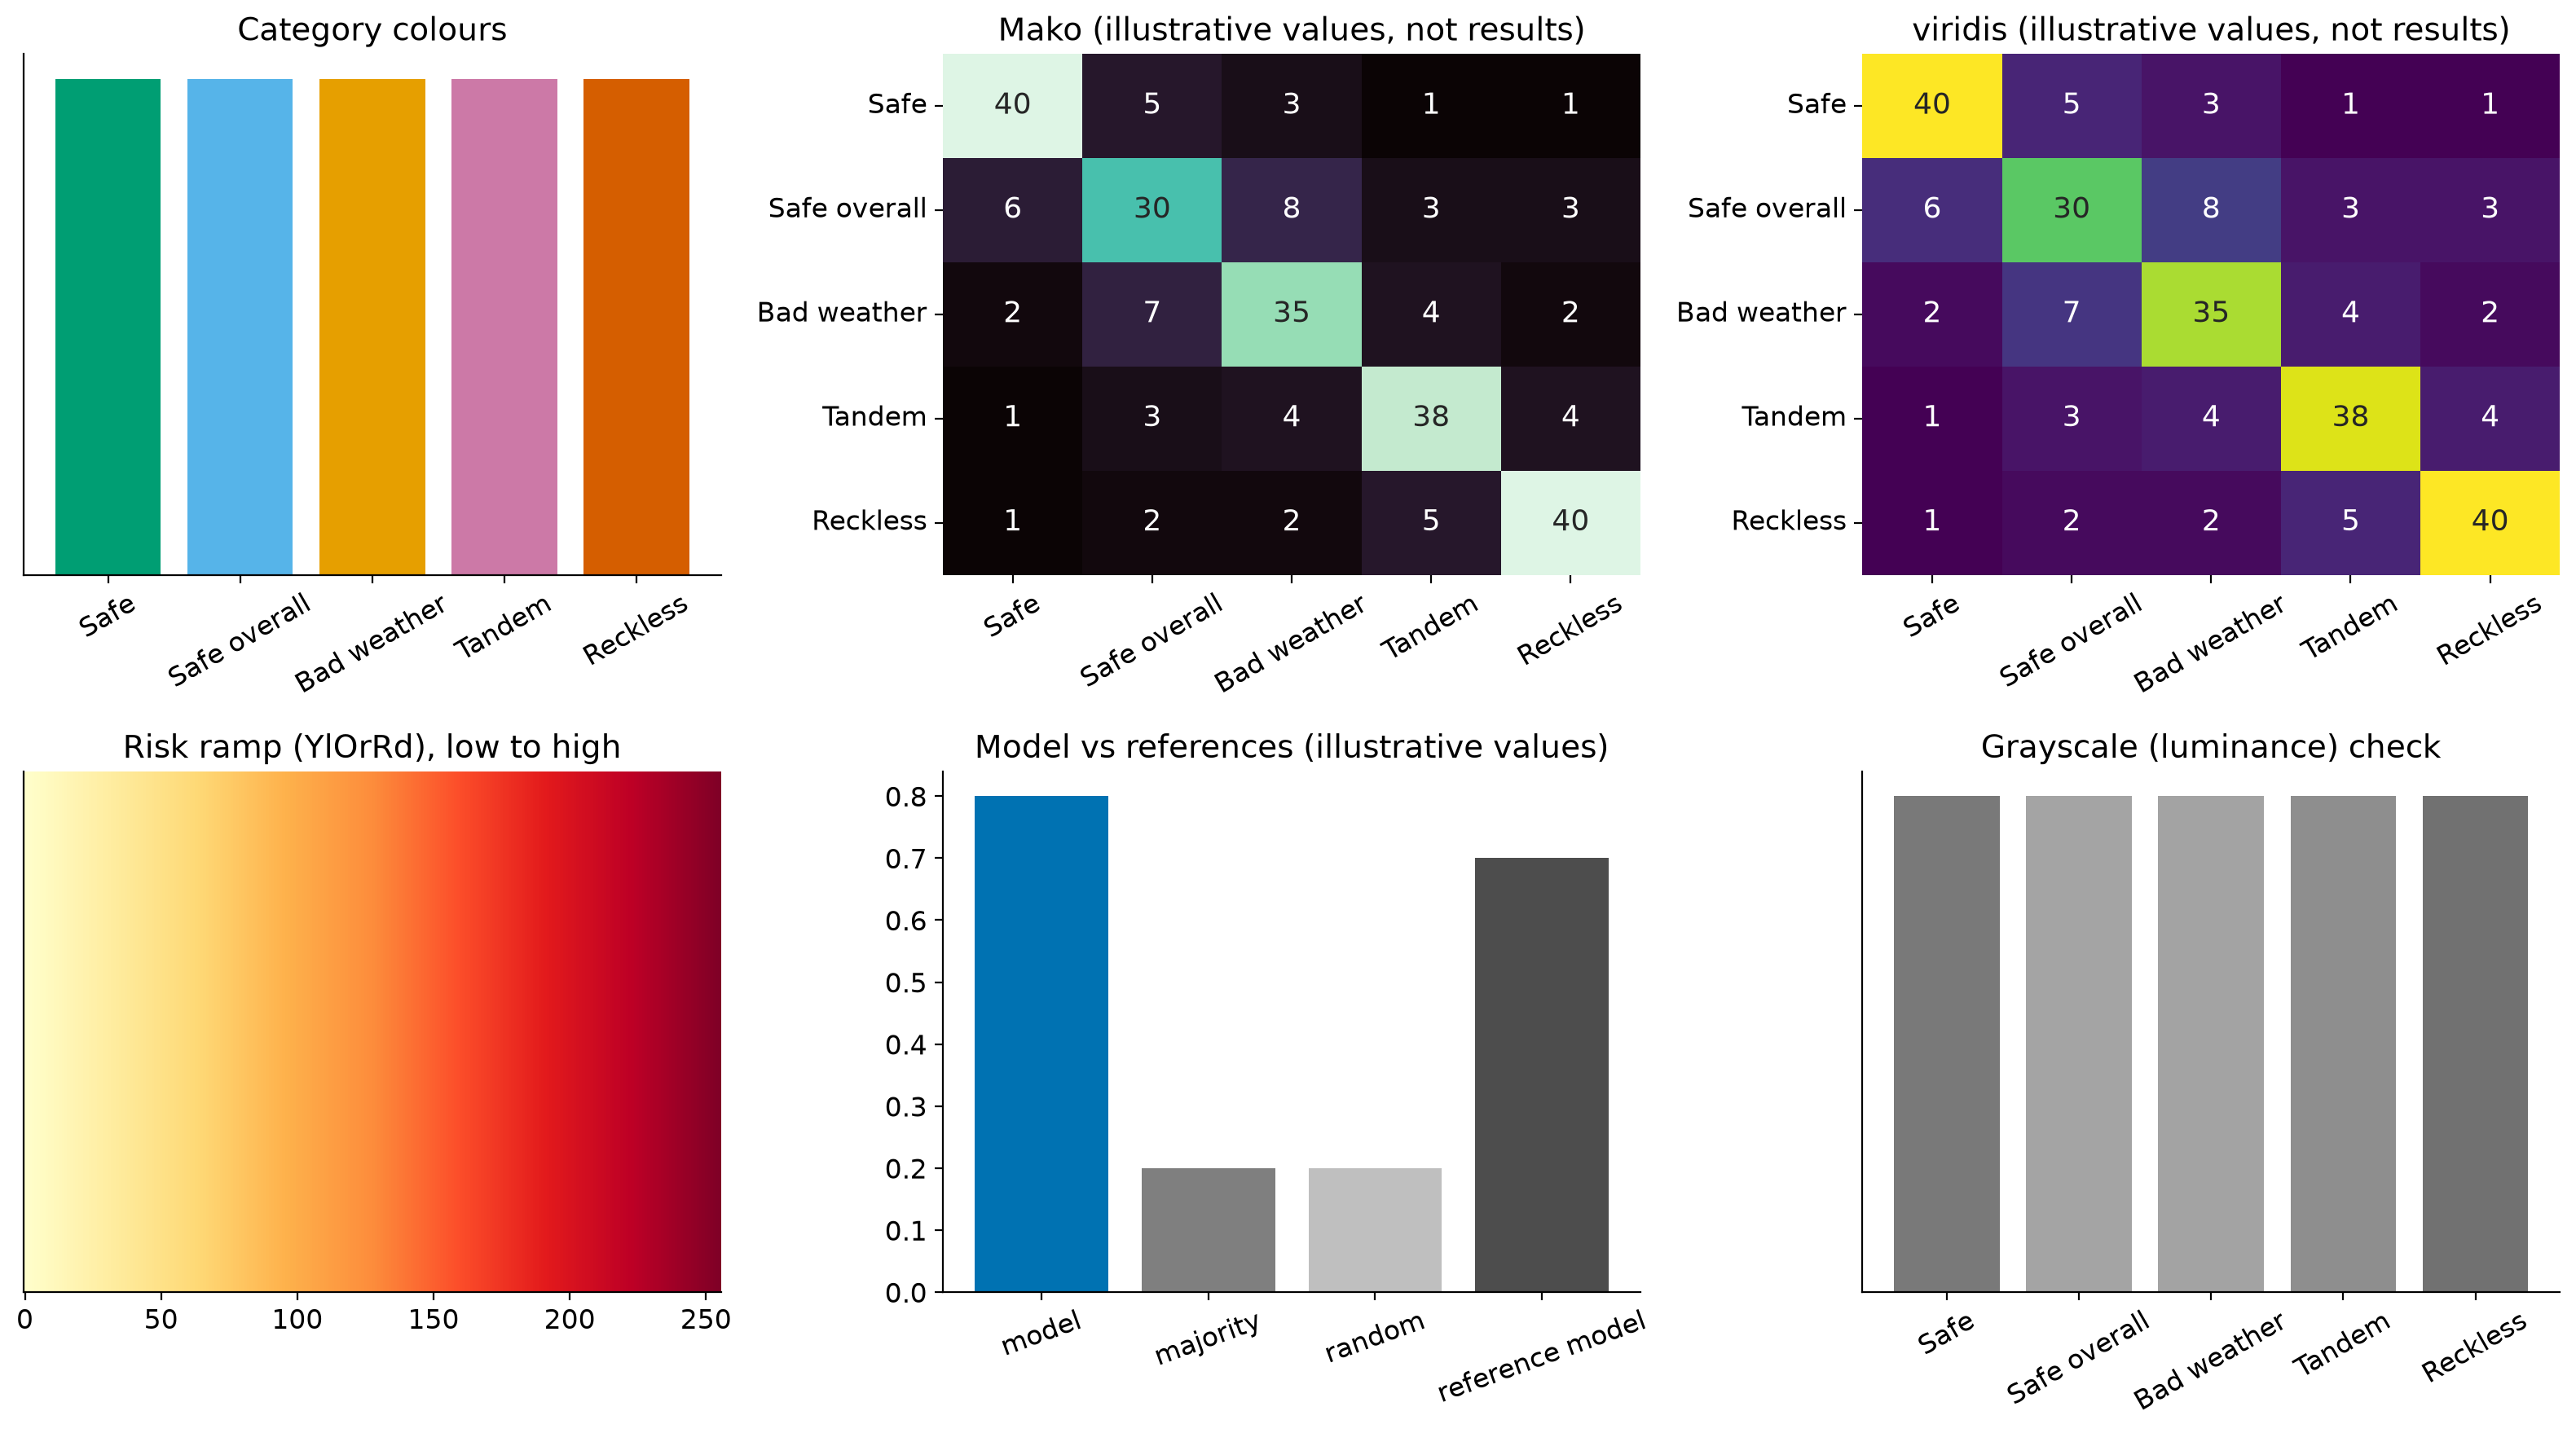 Category colours
Safe
Safe overall
Bad weather
Tandem
Reckless
Mako (illustrative values, not results)
Safe 40 5 3 1 1
Safe overall 6 30 8 3 3
Bad weather 2 7 35 4 2
Tandem 1 3 4 38 4
Reckless 1 2 2 5 40
Safe
Safe overall
Bad weather
Tandem
Reckless
viridis (illustrative values, not results)
Safe 40 5 3 1 1
Safe overall 6 30 8 3 3
Bad weather 2 7 35 4 2
Tandem 1 3 4 38 4
Reckless 1 2 2 5 40
Safe
Safe overall
Bad weather
Tandem
Reckless
Risk ramp (YlOrRd), low to high
0 50 100 150 200 250
Model vs references (illustrative values)
0.8
0.7
0.6
0.5
0.4
0.3
0.2
0.1
0.0
model
majority
random
reference model
Grayscale (luminance) check
Safe
Safe overall
Bad weather
Tandem
Reckless